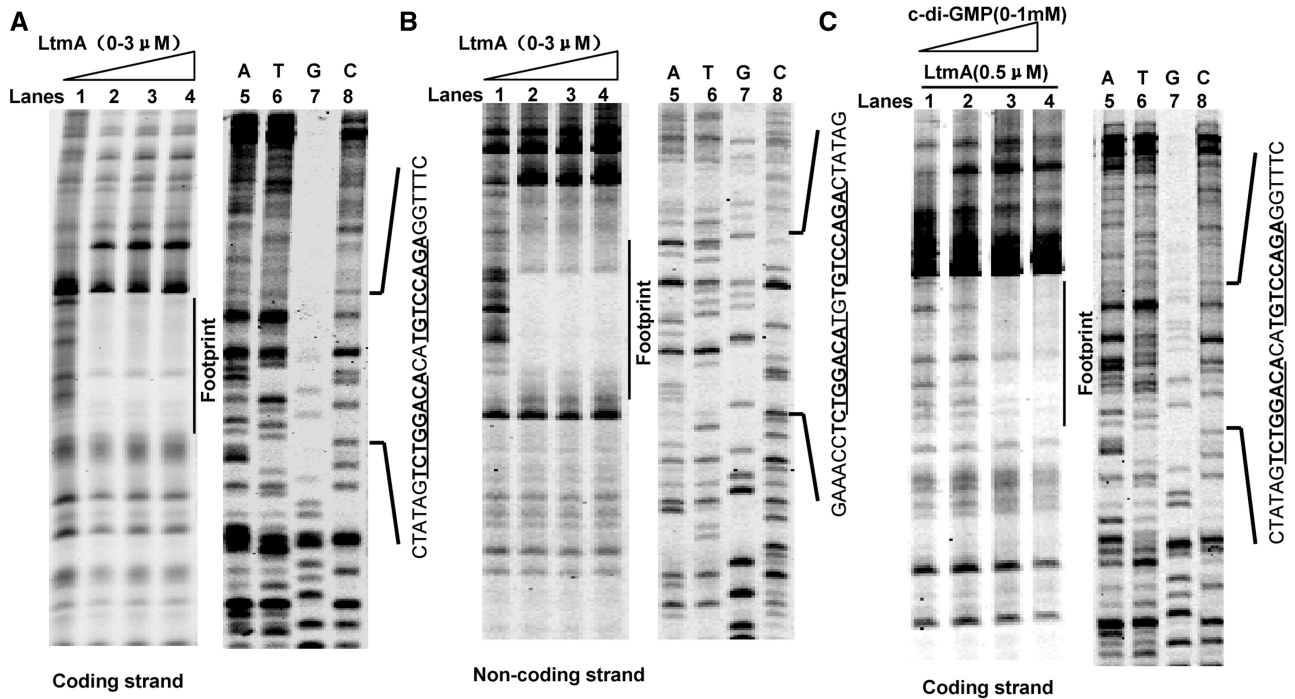 A
LtmA (0-3 μM)
Lanes 1 2 3 4
A T G C
5 6 7 8
Footprint
CTATAGTCTGGACACATGTCCAGAGGTTTC
Coding strand
B
LtmA (0-3 μM)
Lanes 1 2 3 4
A T G C
5 6 7 8
Footprint
GAAACCTCTGGACATGTGTCCAGACTATAG
Non-coding strand
C
c-di-GMP(0-1mM)
LtmA(0.5 μM)
Lanes 1 2 3 4
A T G C
5 6 7 8
Footprint
CTATAGTCTGGACACATGTCCAGAGGTTTC
Coding strand